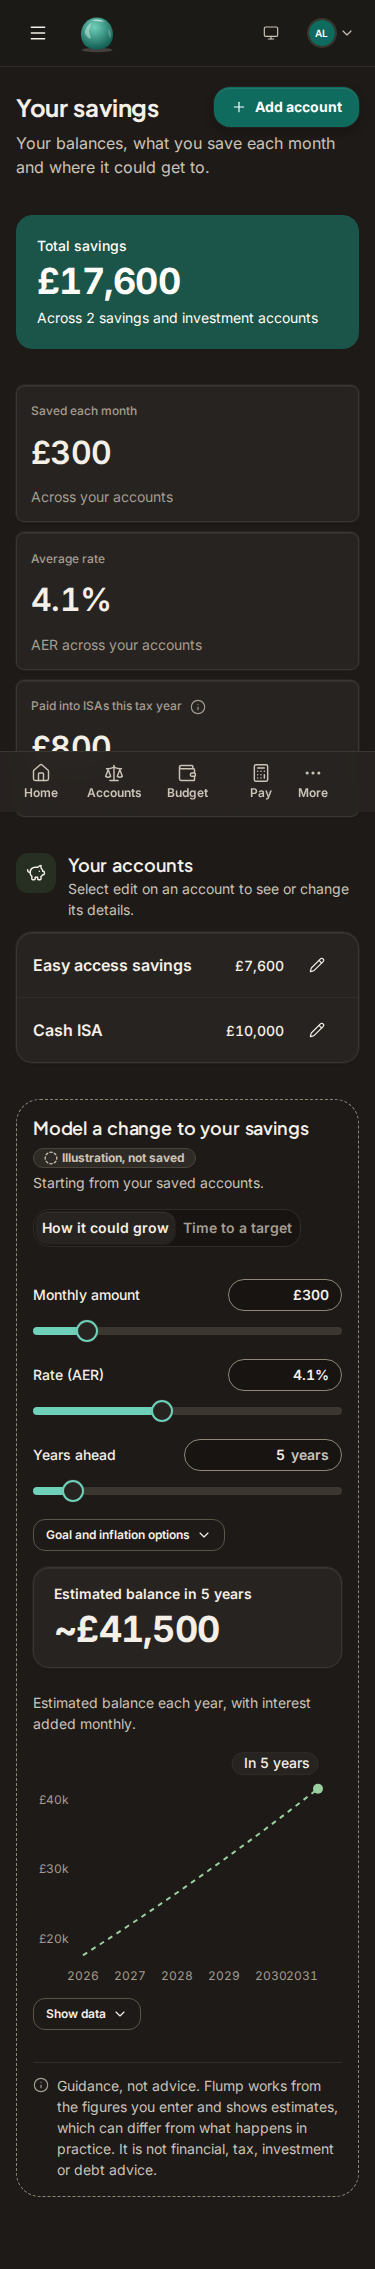 AL
Your savings
Add account
Your balances, what you save each month
and where it could get to.
Total savings
£17,600
Across 2 savings and investment accounts
Saved each month
£300
Across your accounts
Average rate
4.1%
AER across your accounts
Paid into ISAs this tax year
£800
Home
Accounts
Budget
Pay
More
Your accounts
Select edit on an account to see or change
its details.
Easy access savings £7,600
Cash ISA £10,000
Model a change to your savings
Illustration, not saved
Starting from your saved accounts.
How it could grow Time to a target
Monthly amount £300
Rate (AER) 4.1%
Years ahead 5 years
Goal and inflation options
Estimated balance in 5 years
~£41,500
Estimated balance each year, with interest
added monthly.
In 5 years
£40k
£30k
£20k
2026 2027 2028 2029 2030 2031
Show data
Guidance, not advice. Flump works from
the figures you enter and shows estimates,
which can differ from what happens in
practice. It is not financial, tax, investment
or debt advice.